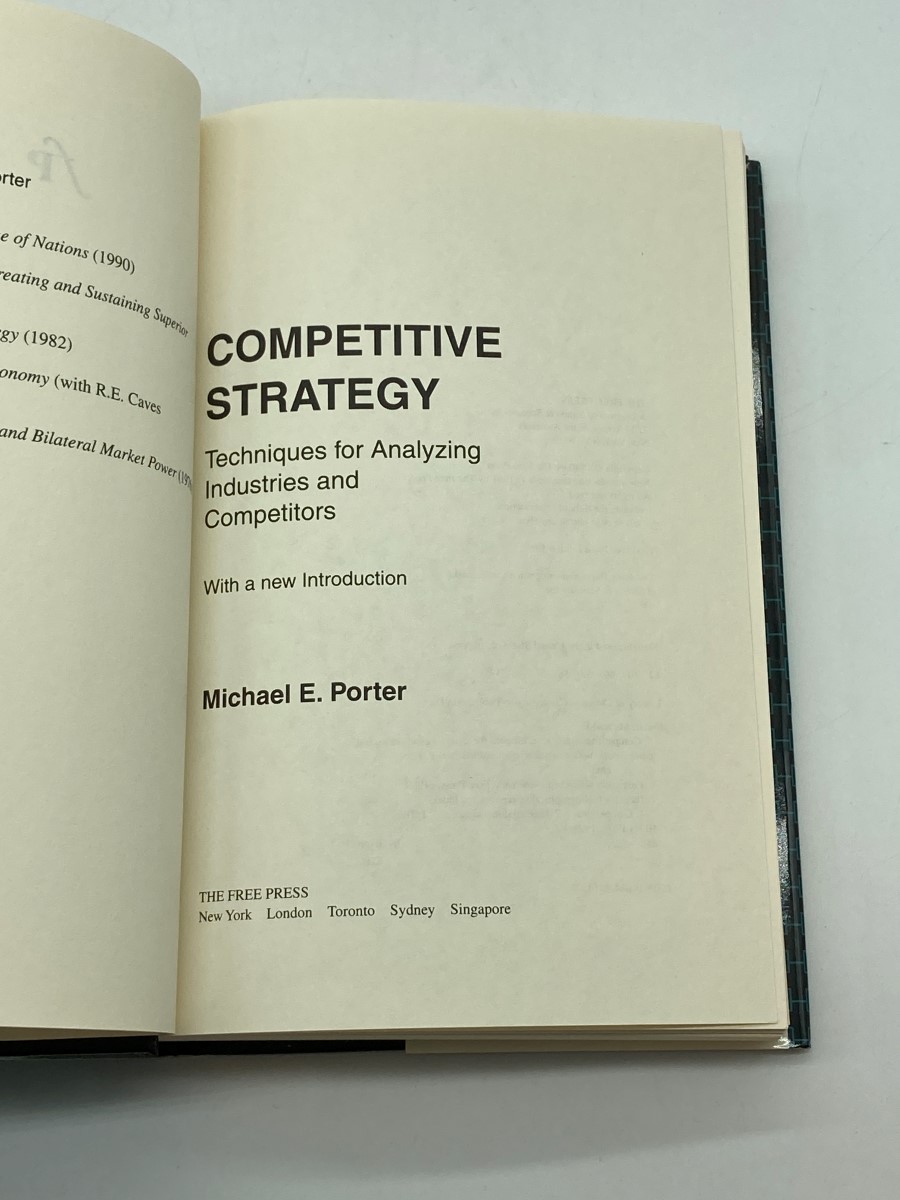 rter
e of Nations (1990)
reating and Sustaining Superior
gy (1982)
onomy (with R.E. Caves
and Bilateral Market Power
COMPETITIVE
STRATEGY
Techniques for Analyzing
Industries and
Competitors
With a new Introduction
Michael E. Porter
THE FREE PRESS
New York London Toronto Sydney Singapore